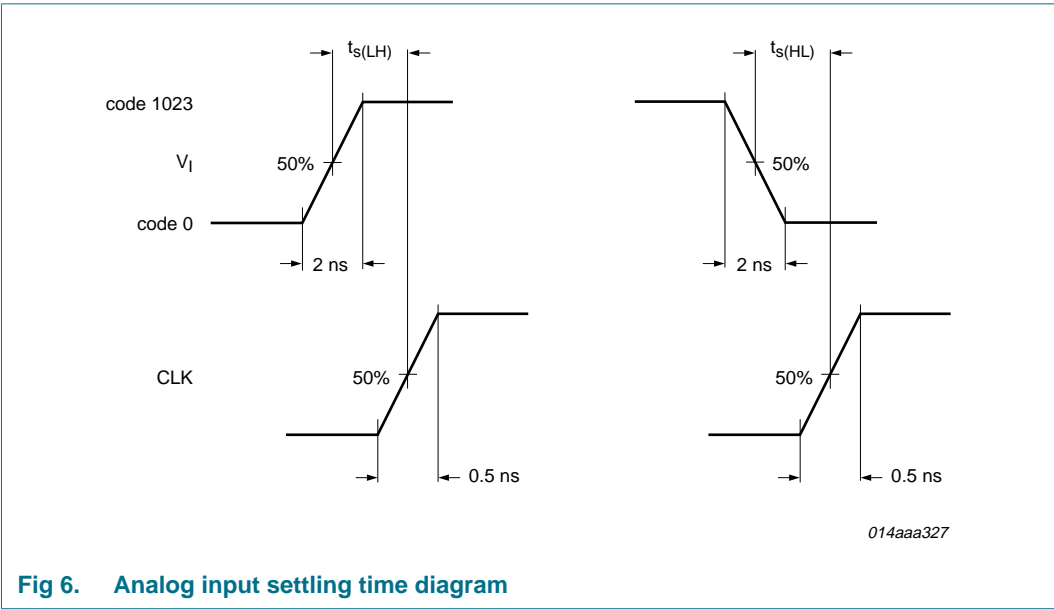 ts(LH) ts(HL)
code 1023
VI 50% 50%
code 0
2 ns 2 ns
CLK 50% 50%
0.5 ns 0.5 ns
014aaa327
Fig 6. Analog input settling time diagram